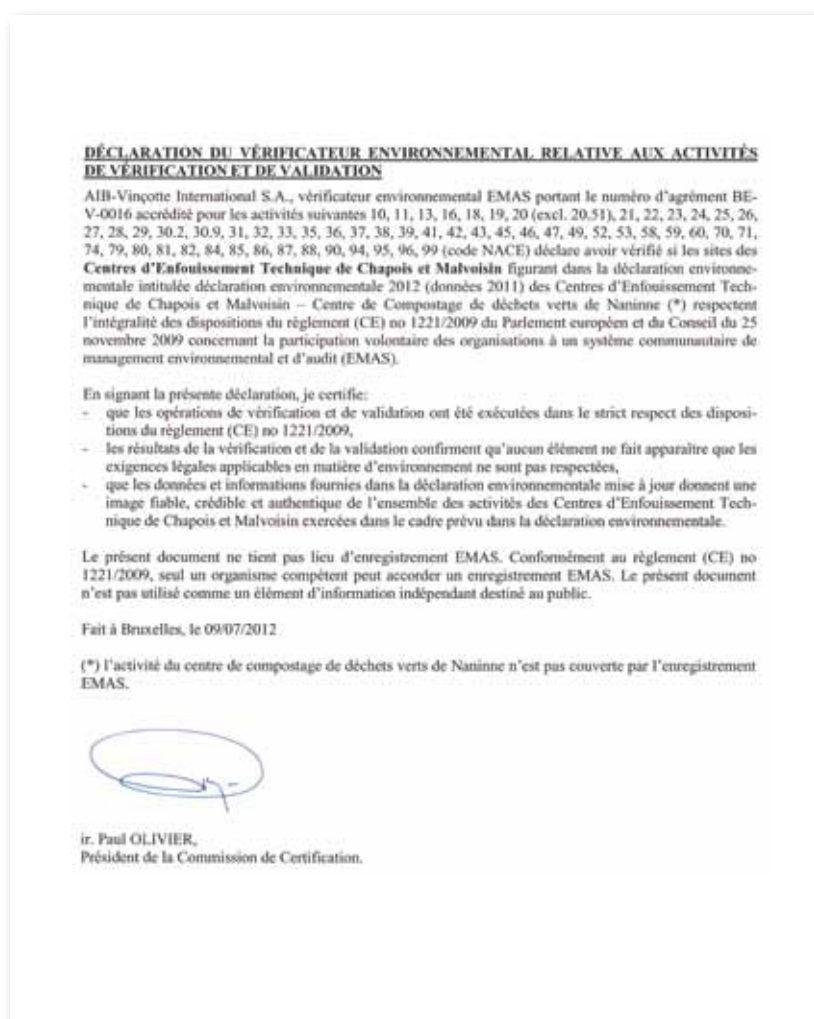 DÉCLARATION DU VÉRIFICATEUR ENVIRONNEMENTAL RELATIVE AUX ACTIVITÉS
DE VÉRIFICATION ET DE VALIDATION
AIB-Vinçotte International S.A., vérificateur environnemental EMAS portant le numéro d'agrément BE-
V-0016 accrédité pour les activités suivantes 10, 11, 13, 16, 18, 19, 20 (excl. 20.51), 21, 22, 23, 24, 25, 26,
27, 28, 29, 30.2, 30.9, 31, 32, 33, 35, 36, 37, 38, 39, 41, 42, 43, 45, 46, 47, 49, 52, 53, 58, 59, 60, 70, 71,
74, 79, 80, 81, 82, 84, 85, 86, 87, 88, 90, 94, 95, 96, 99 (code NACE) déclare avoir vérifié si les sites des
Centres d'Enfouissement Technique de Chapois et Malvoisin figurant dans la déclaration environne-
mentale intitulée déclaration environnementale 2012 (données 2011) des Centres d'Enfouissement Tech-
nique de Chapois et Malvoisin – Centre de Compostage de déchets verts de Naninne (*) respectent
l'intégralité des dispositions du règlement (CE) no 1221/2009 du Parlement européen et du Conseil du 25
novembre 2009 concernant la participation volontaire des organisations à un système communautaire de
management environnemental et d'audit (EMAS).
En signant la présente déclaration, je certifie:
- que les opérations de vérification et de validation ont été exécutées dans le strict respect des disposi-
tions du règlement (CE) no 1221/2009,
- les résultats de la vérification et de la validation confirment qu'aucun élément ne fait apparaître que les
exigences légales applicables en matière d'environnement ne sont pas respectées,
- que les données et informations fournies dans la déclaration environnementale mise à jour donnent une
image fiable, crédible et authentique de l'ensemble des activités des Centres d'Enfouissement Tech-
nique de Chapois et Malvoisin exercées dans le cadre prévu dans la déclaration environnementale.
Le présent document ne tient pas lieu d'enregistrement EMAS. Conformément au règlement (CE) no
1221/2009, seul un organisme compétent peut accorder un enregistrement EMAS. Le présent document
n'est pas utilisé comme un élément d'information indépendant destiné au public.
Fait à Bruxelles, le 09/07/2012
(*) l'activité du centre de compostage de déchets verts de Naninne n'est pas couverte par l'enregistrement
EMAS.
ir. Paul OLIVIER,
Président de la Commission de Certification.